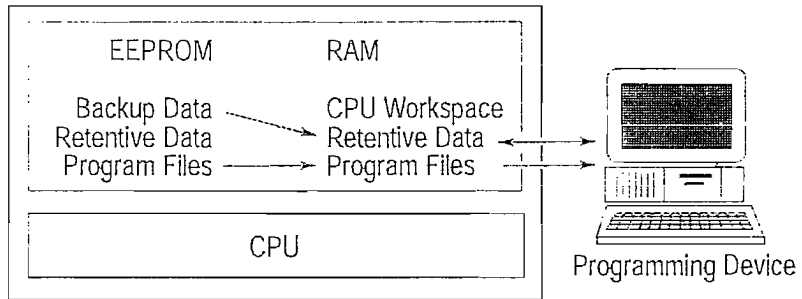 EEPROM RAM
Backup Data CPU Workspace
Retentive Data Retentive Data
Program Files Program Files
CPU
Programming Device